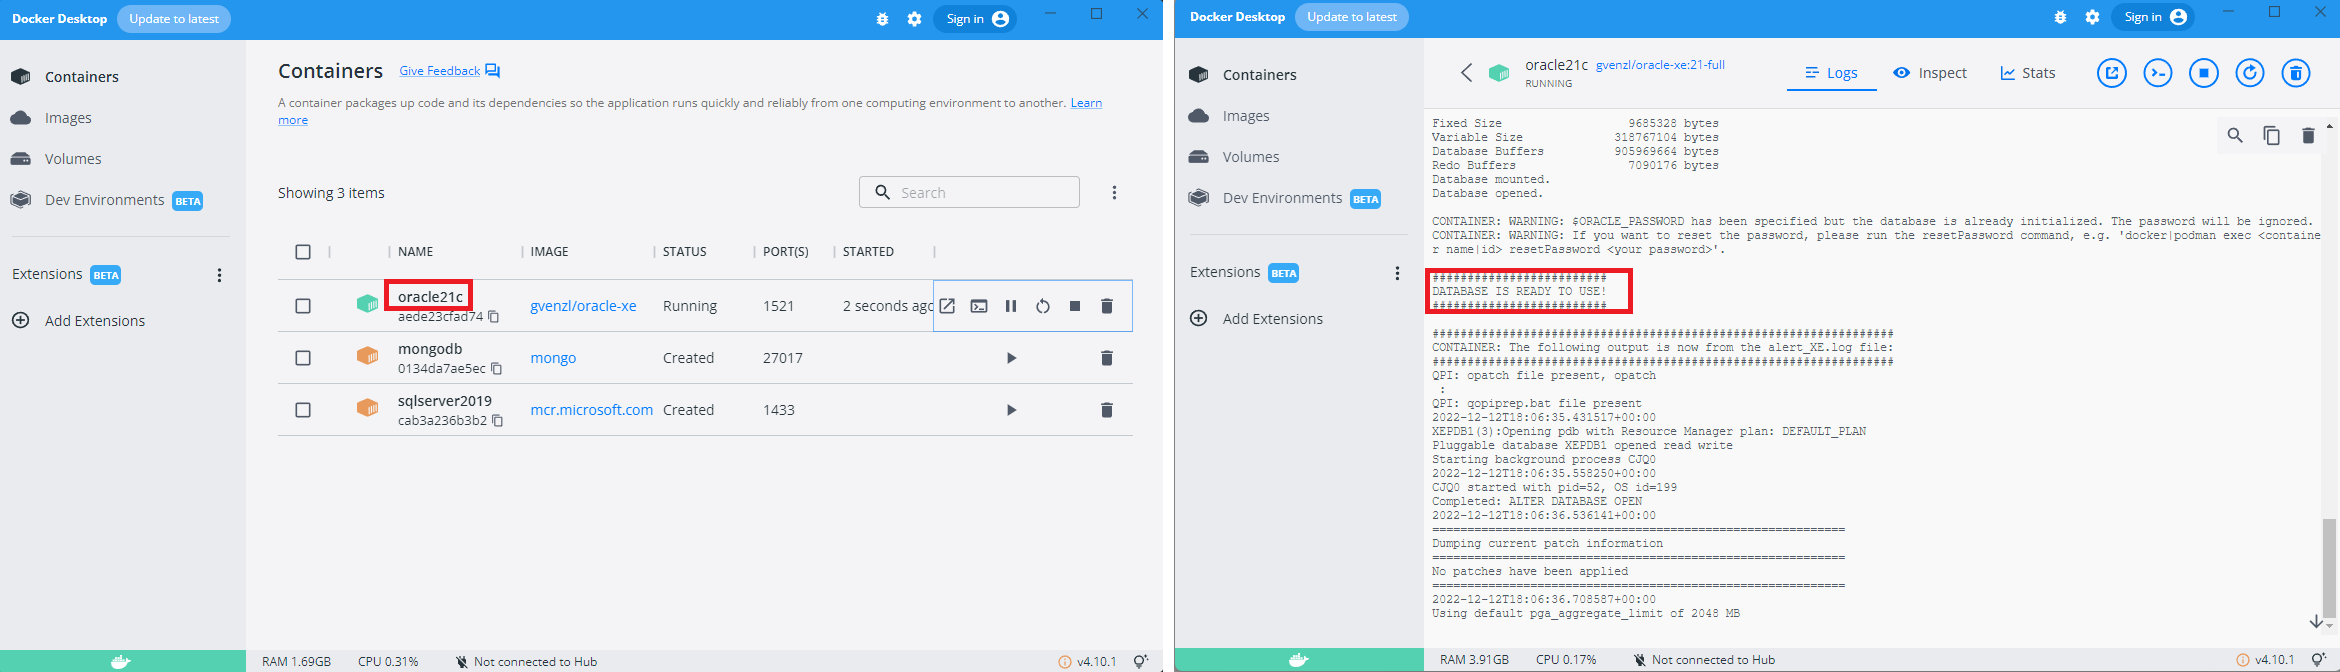 Docker Desktop Update to latest Sign in
Containers
Images
Volumes
Dev Environments BETA
Extensions BETA
Add Extensions
Containers Give Feedback
A container packages up code and its dependencies so the application runs quickly and reliably from one computing environment to another. Learn
more
Showing 3 items Search
NAME IMAGE STATUS PORT(S) STARTED
oracle21c
aede23cfad74 gvenzl/oracle-xe Running 1521 2 seconds ago
mongodb
0134da7ae5ec mongo Created 27017
sqlserver2019
cab3a236b3b2 mcr.microsoft.com Created 1433
RAM 1.69GB CPU 0.31% Not connected to Hub v4.10.1
Docker Desktop Update to latest Sign in
Containers
Images
Volumes
Dev Environments BETA
Extensions BETA
Add Extensions
oracle21c gvenzl/oracle-xe:21-full
RUNNING
Logs Inspect Stats
Fixed Size 9685328 bytes
Variable Size 318767104 bytes
Database Buffers 905969664 bytes
Redo Buffers 7090176 bytes
Database mounted.
Database opened.
CONTAINER: WARNING: $ORACLE_PASSWORD has been specified but the database is already initialized. The password will be ignored.
CONTAINER: WARNING: If you want to reset the password, please run the resetPassword command, e.g. 'docker|podman exec <containe
r name|id> resetPassword <your password>'.
#########################
DATABASE IS READY TO USE!
#########################
##################################################################
CONTAINER: The following output is now from the alert_XE.log file:
##################################################################
QPI: opatch file present, opatch
:
QPI: qopiprep.bat file present
2022-12-12T18:06:35.431517+00:00
XEPDB1(3):Opening pdb with Resource Manager plan: DEFAULT_PLAN
Pluggable database XEPDB1 opened read write
Starting background process CJQ0
2022-12-12T18:06:35.558250+00:00
CJQ0 started with pid=52, OS id=199
Completed: ALTER DATABASE OPEN
2022-12-12T18:06:36.536141+00:00
===========================================================
Dumping current patch information
===========================================================
No patches have been applied
===========================================================
2022-12-12T18:06:36.708587+00:00
Using default pga_aggregate_limit of 2048 MB
RAM 3.91GB CPU 0.17% Not connected to Hub v4.10.1